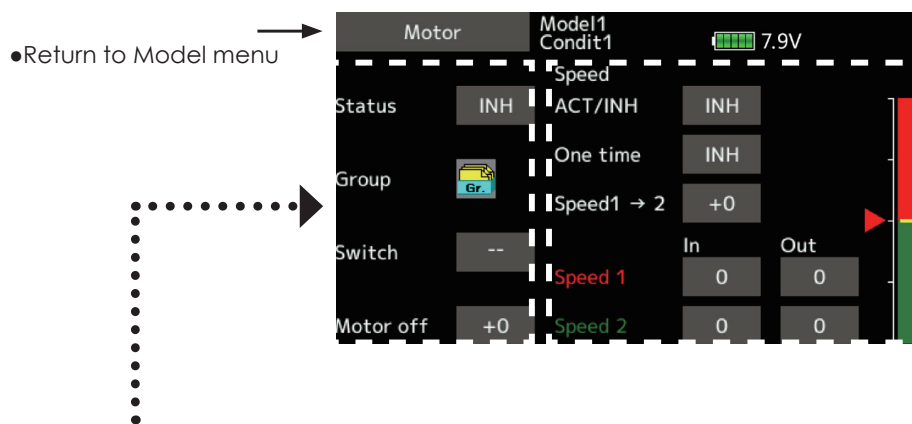 Motor
Model1
Condit1
7.9V
●Return to Model menu
Status INH
Group Gr.
Switch --
Motor off +0
Speed
ACT/INH INH
One time INH
Speed1 → 2 +0
In Out
Speed 1 0 0
Speed 2 0 0